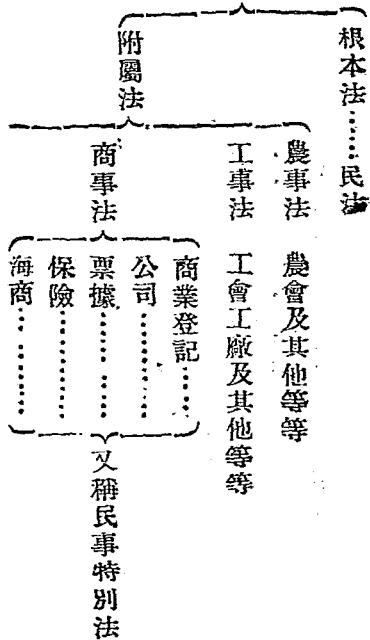 根本法……民法
附屬法
農事法 農會及其他等等
工事法 工會工廠及其他等等
商事法
商業登記……
公司………
票據………
保險………
海商………
又稱民事特別法